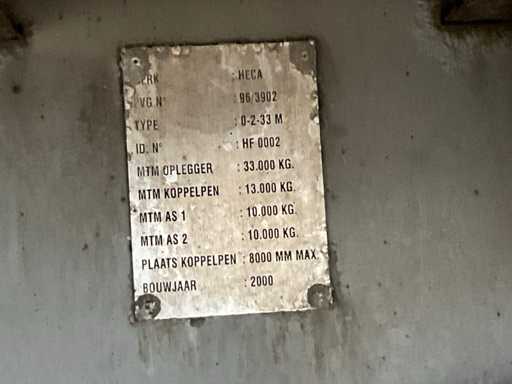 MERK : HECA
PVG.N° : 96/3902
TYPE : 0-2-33 M
ID. N° : HF 0002
MTM OPLEGGER : 33.000 KG.
MTM KOPPELPEN : 13.000 KG.
MTM AS 1 : 10.000 KG.
MTM AS 2 : 10.000 KG.
PLAATS KOPPELPEN : 8000 MM MAX.
BOUWJAAR : 2000